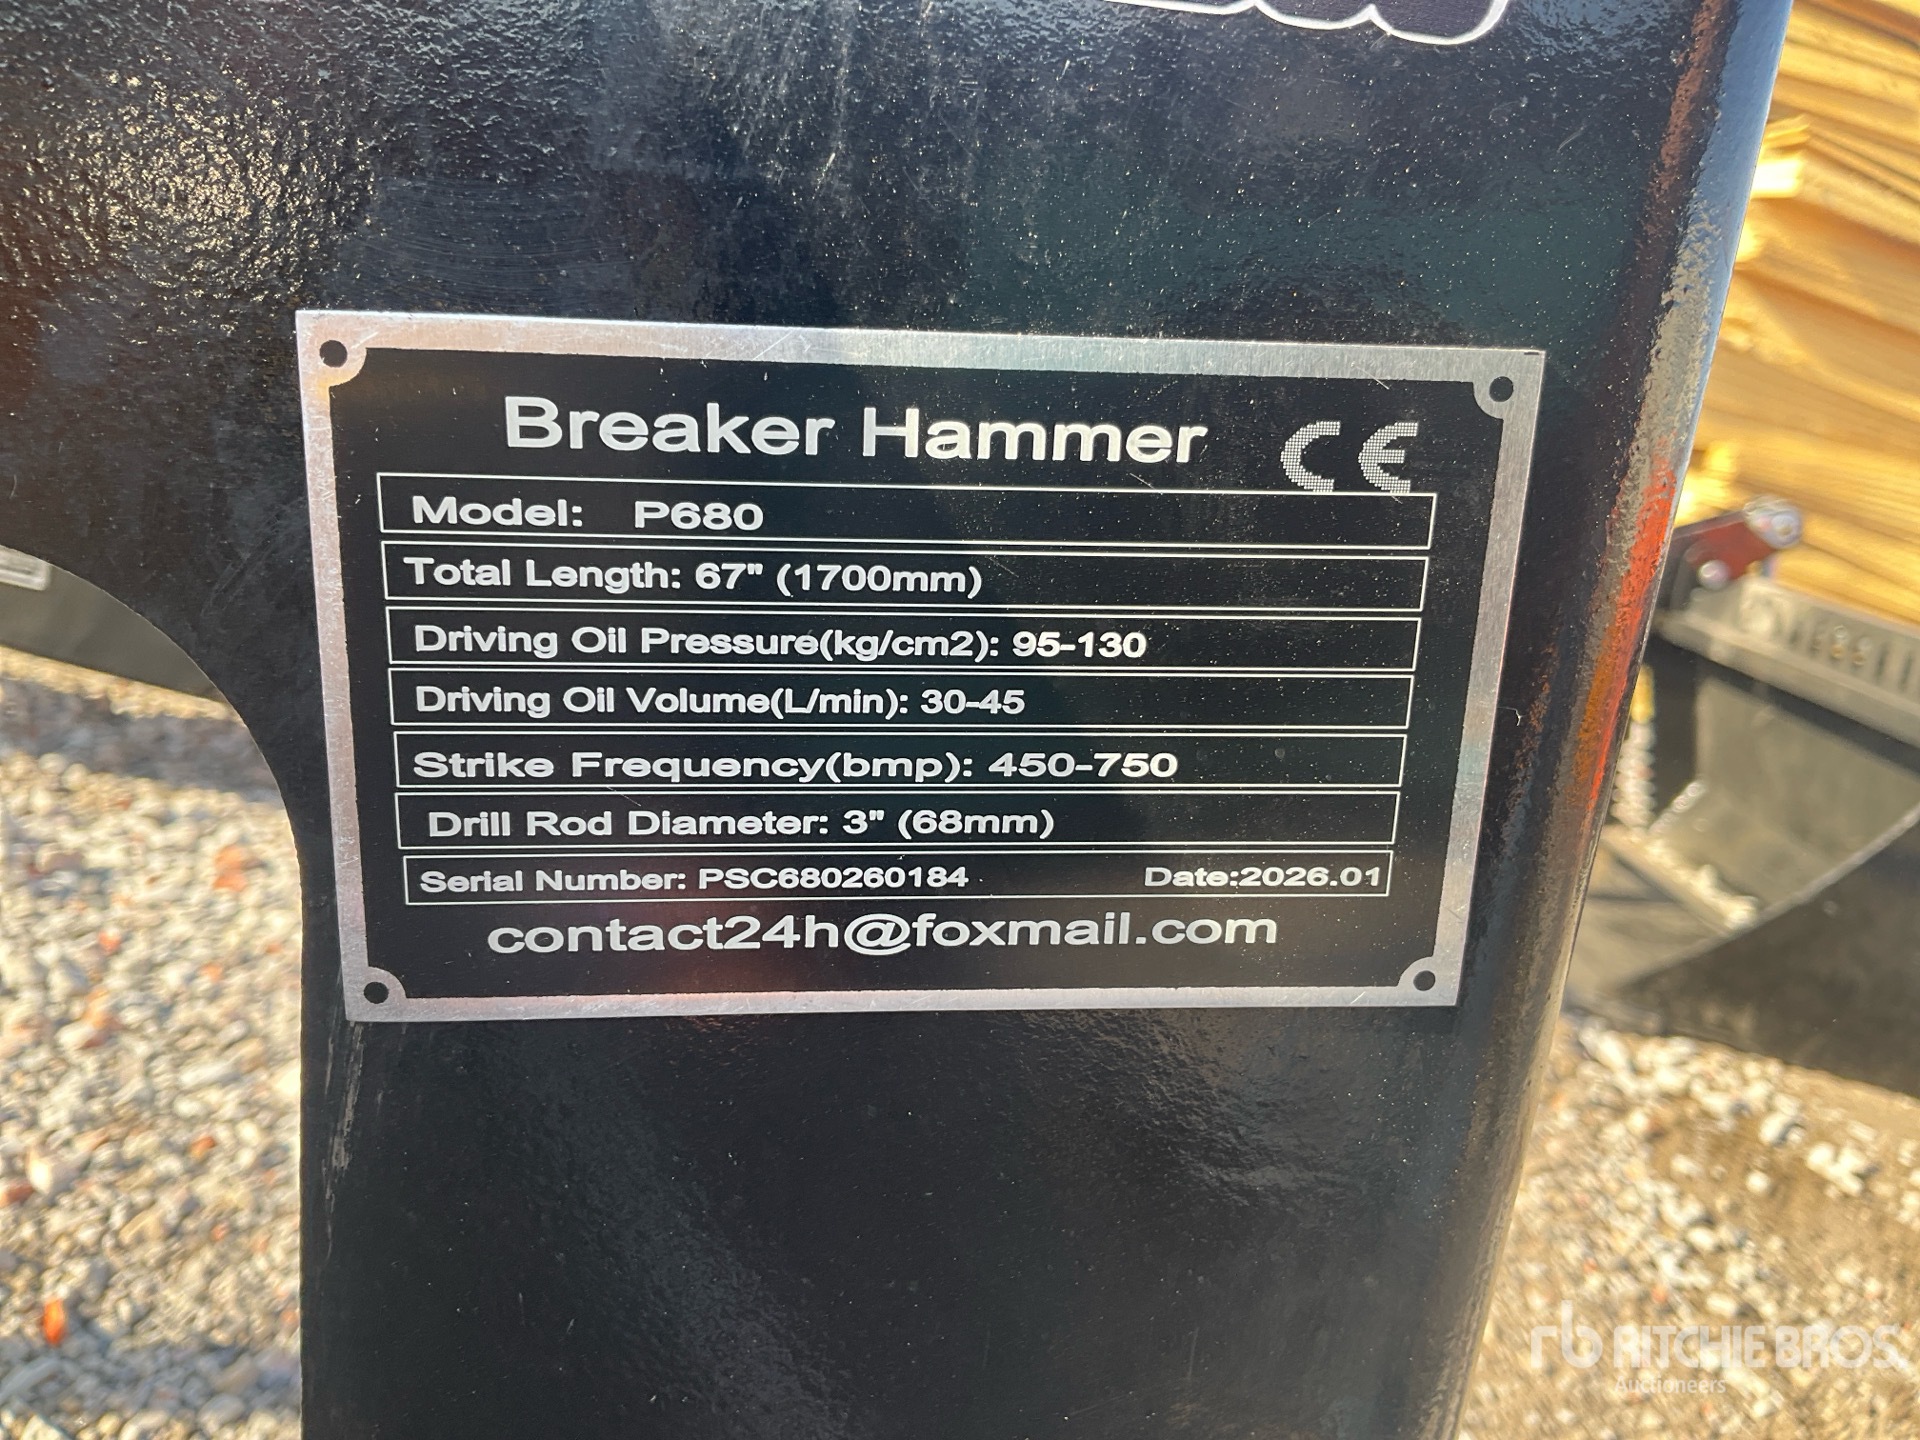 Breaker Hammer CE
Model: P680
Total Length: 67" (1700mm)
Driving Oil Pressure(kg/cm2): 95-130
Driving Oil Volume(L/min): 30-45
Strike Frequency(bmp): 450-750
Drill Rod Diameter: 3" (68mm)
Serial Number: PSC680260184 Date:2026.01
contact24h@foxmail.com
rb RITCHIE BROS.
Auctioneers